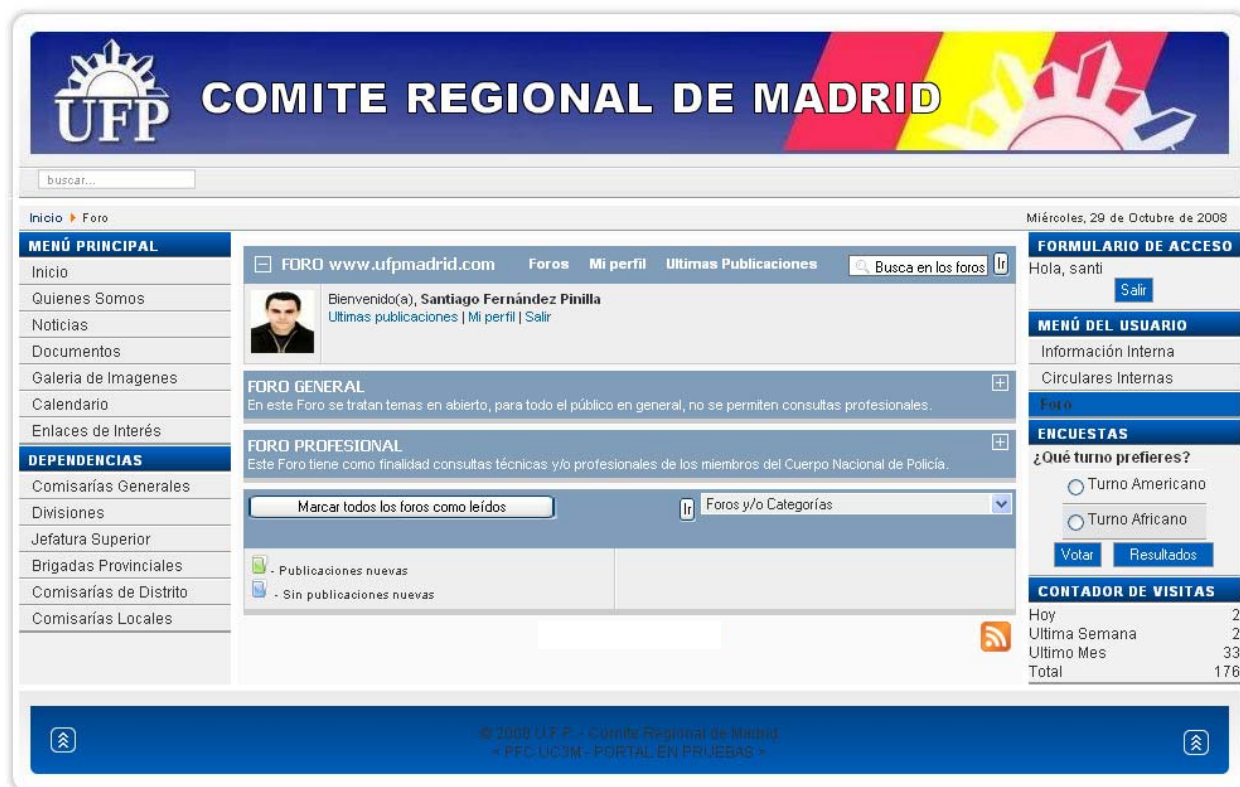 UFP
COMITE REGIONAL DE MADRID
buscar...
Inicio Foro
Miércoles, 29 de Octubre de 2008
MENÚ PRINCIPAL
Inicio
Quienes Somos
Noticias
Documentos
Galeria de Imagenes
Calendario
Enlaces de Interés
DEPENDENCIAS
Comisarías Generales
Divisiones
Jefatura Superior
Brigadas Provinciales
Comisarías de Distrito
Comisarías Locales
FORO www.ufpmadrid.com Foros Mi perfil Ultimas Publicaciones Busca en los foros Ir
Bienvenido(a), Santiago Fernández Pinilla
Ultimas publicaciones | Mi perfil | Salir
FORO GENERAL
En este Foro se tratan temas en abierto, para todo el público en general, no se permiten consultas profesionales.
FORO PROFESIONAL
Este Foro tiene como finalidad consultas técnicas y/o profesionales de los miembros del Cuerpo Nacional de Policía.
Marcar todos los foros como leídos Ir Foros y/o Categorías
- Publicaciones nuevas
- Sin publicaciones nuevas
FORMULARIO DE ACCESO
Hola, santi
Salir
MENÚ DEL USUARIO
Información Interna
Circulares Internas
Foro
ENCUESTAS
¿Qué turno prefieres?
Turno Americano
Turno Africano
Votar Resultados
CONTADOR DE VISITAS
Hoy 2
Ultima Semana 2
Ultimo Mes 33
Total 176
© 2008 U.F.P. - Comite Regional de Madrid
< PFC UC3M - PORTAL EN PRUEBAS >